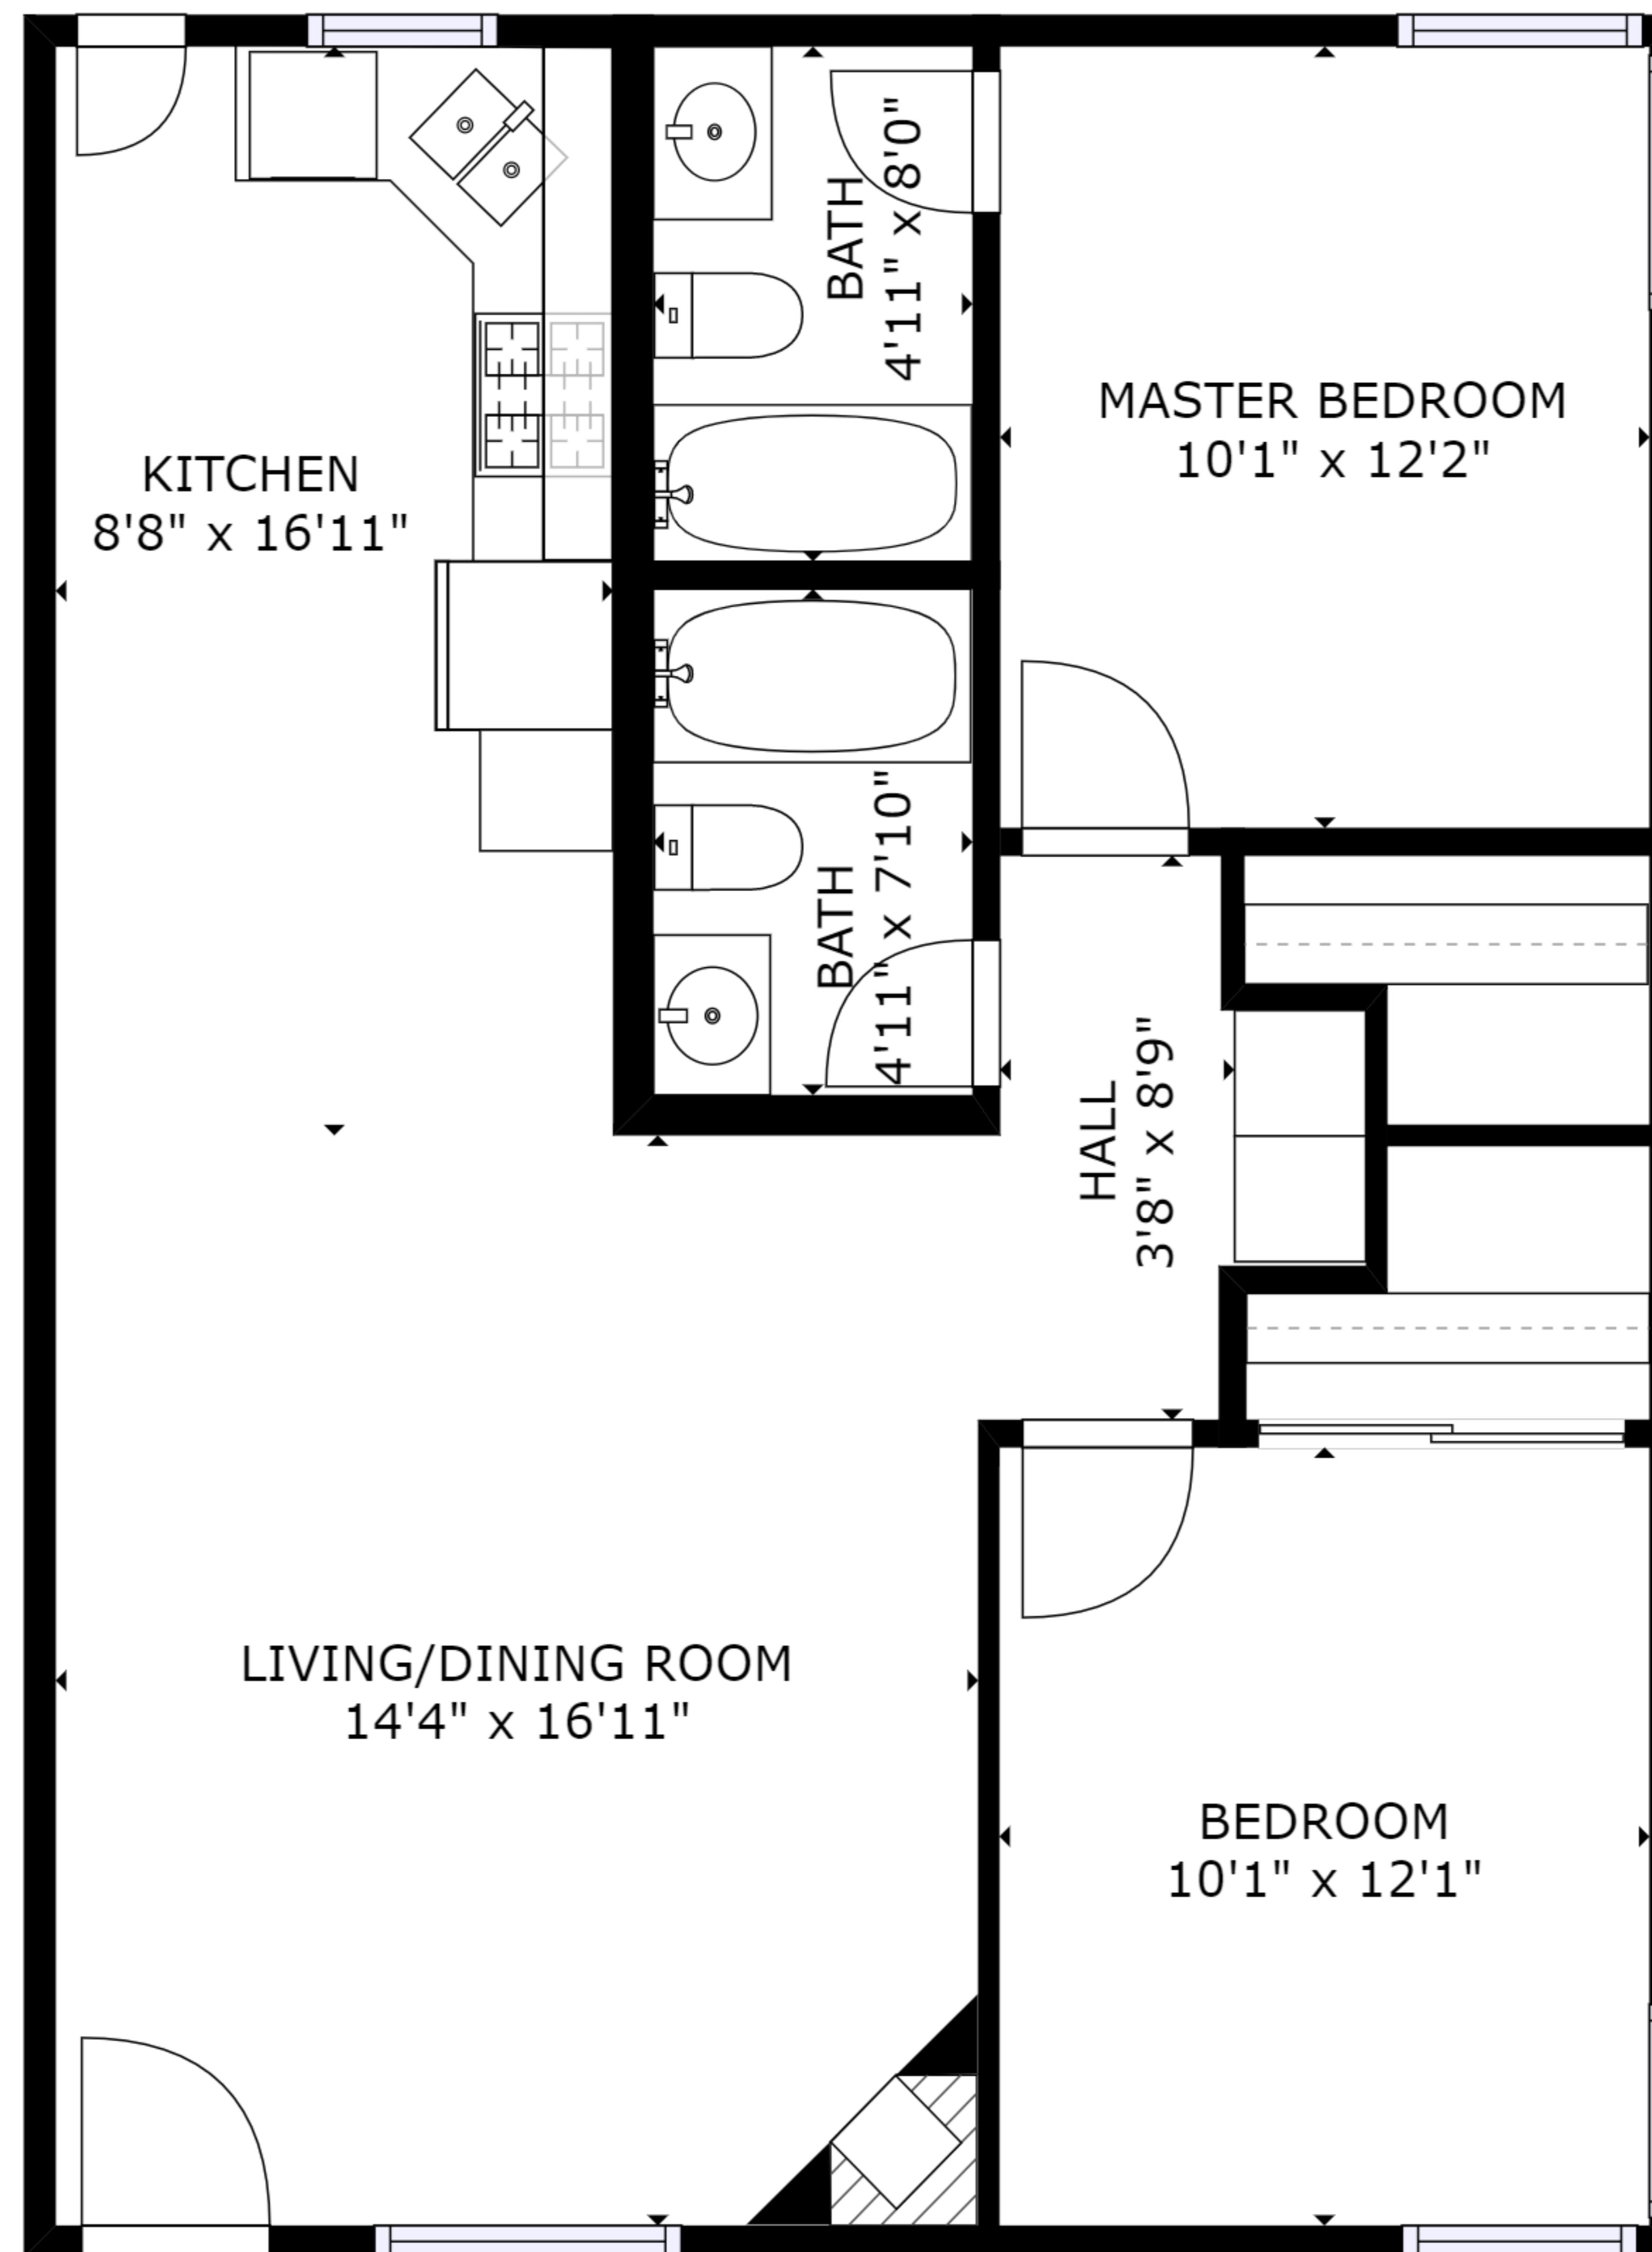 BATH
4'11" x 8'0"
MASTER BEDROOM
10'1" x 12'2"
KITCHEN
8'8" x 16'11"
BATH
4'11" x 7'10"
HALL
3'8" x 8'9"
LIVING/DINING ROOM
14'4" x 16'11"
BEDROOM
10'1" x 12'1"